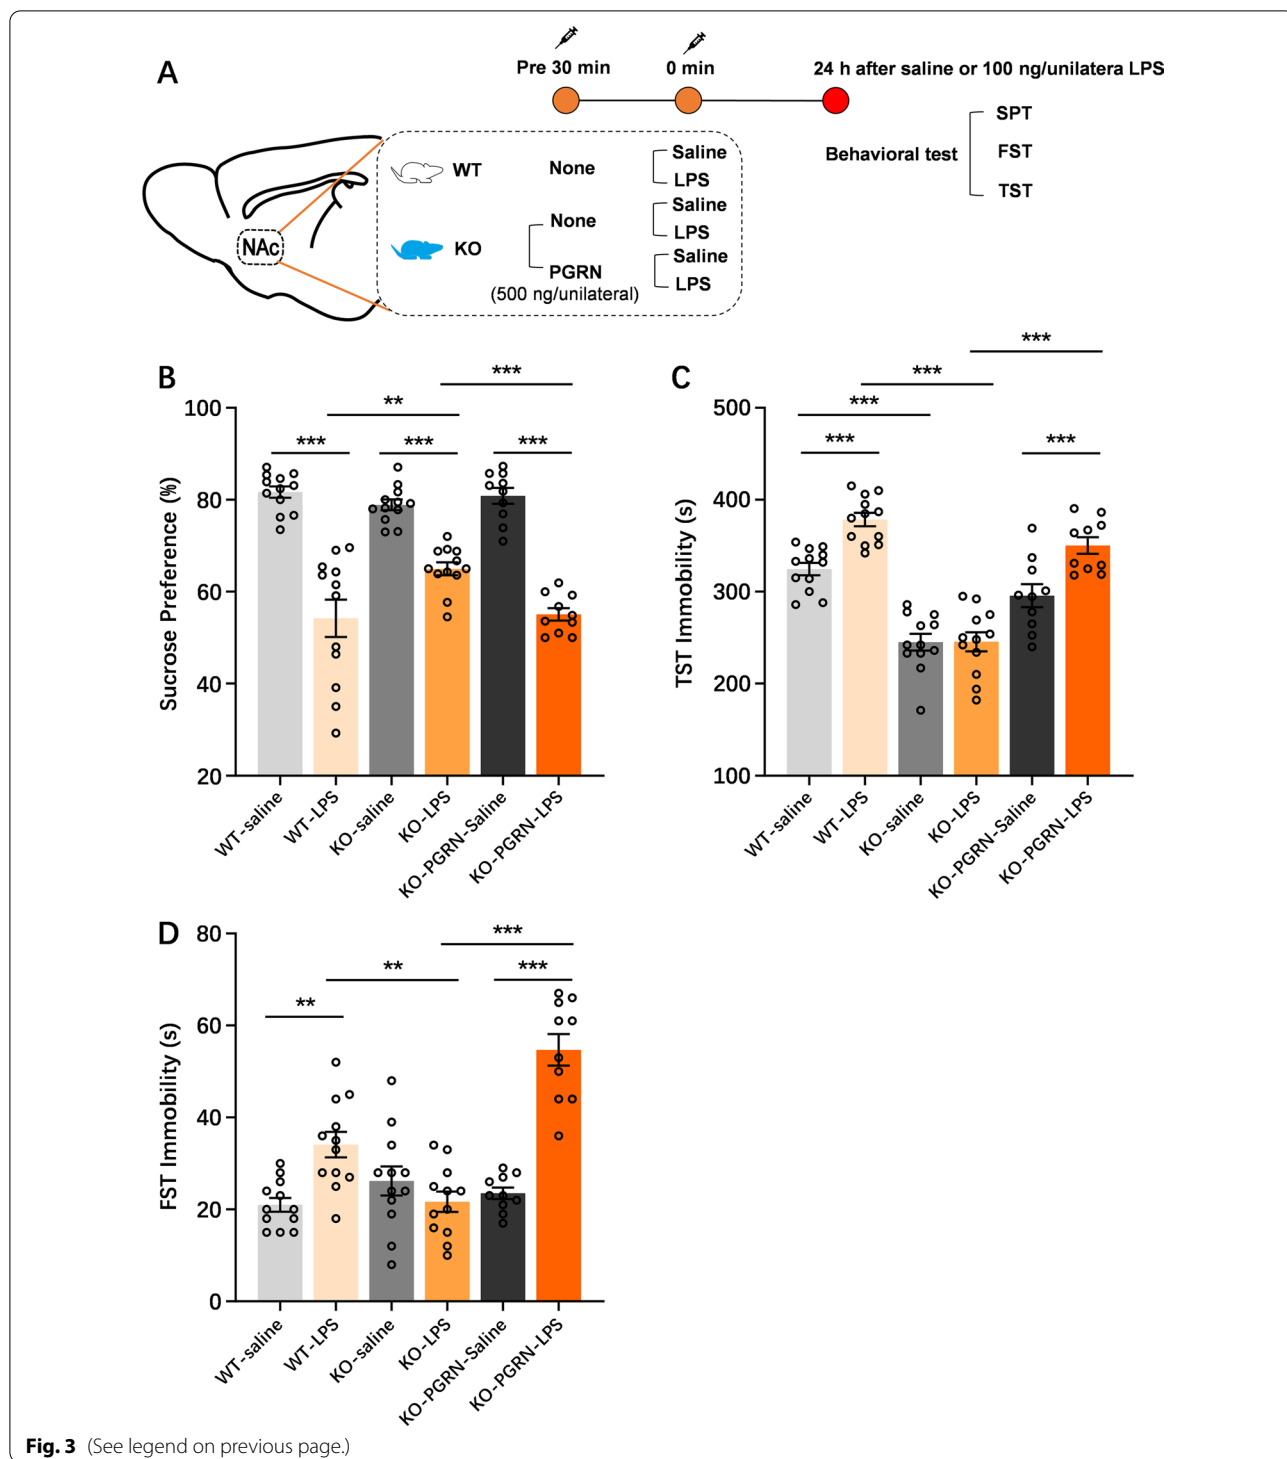 A
Pre 30 min
0 min
24 h after saline or 100 ng/unilatera LPS
Behavioral test
SPT
FST
TST
NAc
WT
None
Saline
LPS
KO
None
Saline
LPS
PGRN
(500 ng/unilateral)
Saline
LPS
B
***
**
***
***
***
Sucrose Preference (%)
100
80
60
40
20
WT-saline
WT-LPS
KO-saline
KO-LPS
KO-PGRN-Saline
KO-PGRN-LPS
C
***
***
***
***
***
TST Immobility (s)
500
400
300
200
100
WT-saline
WT-LPS
KO-saline
KO-LPS
KO-PGRN-Saline
KO-PGRN-LPS
D
***
**
***
**
FST Immobility (s)
80
60
40
20
0
WT-saline
WT-LPS
KO-saline
KO-LPS
KO-PGRN-Saline
KO-PGRN-LPS
Fig. 3 (See legend on previous page.)